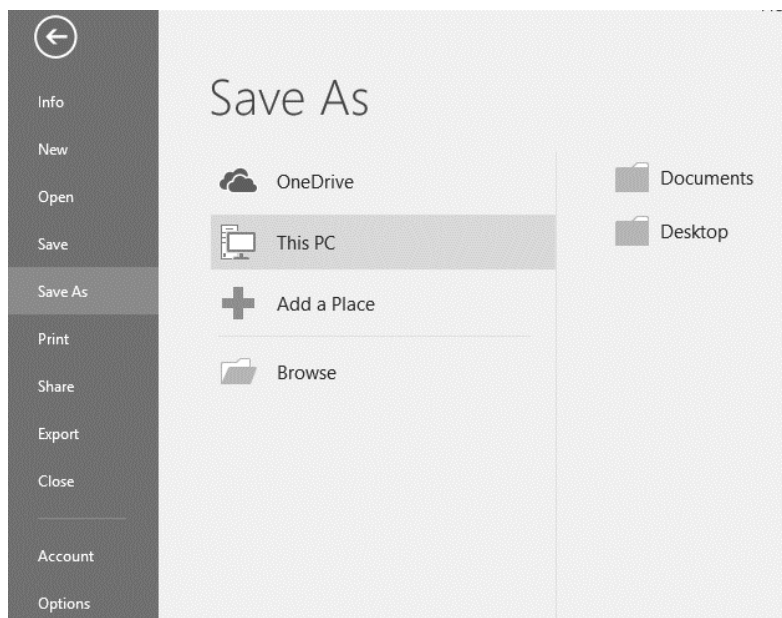 Info
New
Open
Save
Save As
Print
Share
Export
Close
Account
Options
Save As
OneDrive
This PC
Add a Place
Browse
Documents
Desktop